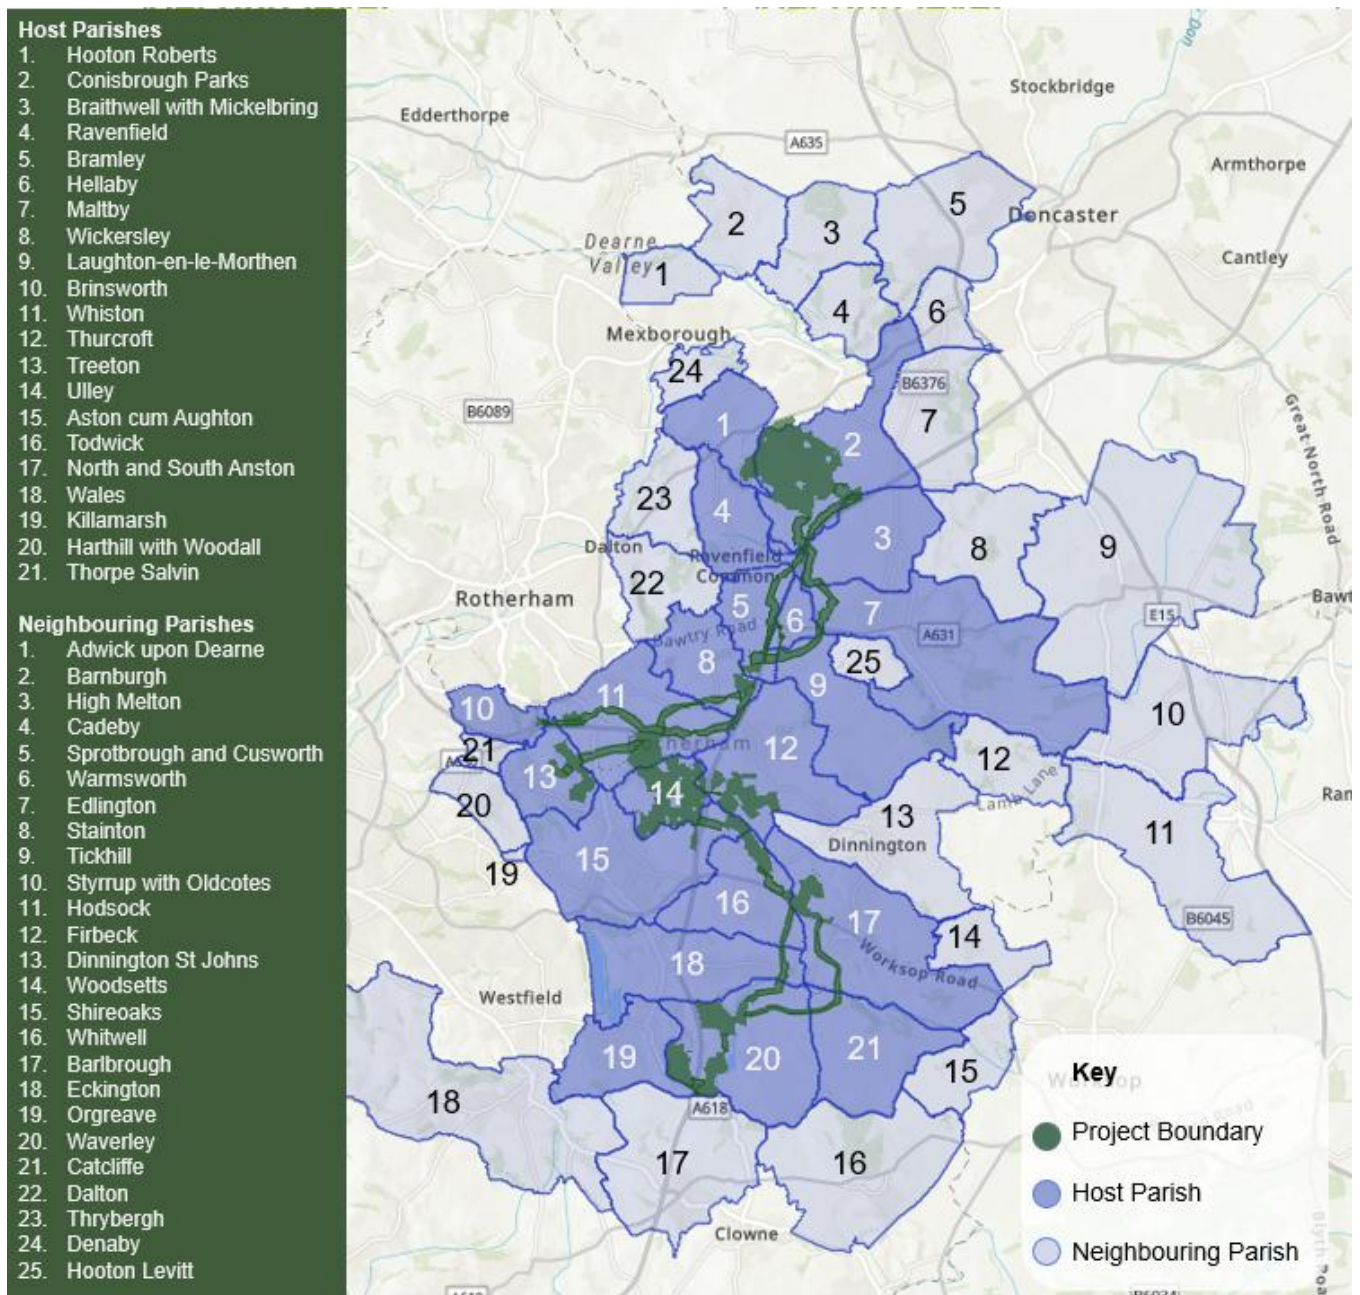 Host Parishes
1. Hooton Roberts
2. Conisbrough Parks
3. Braithwell with Mickelbring
4. Ravenfield
5. Bramley
6. Hellaby
7. Maltby
8. Wickersley
9. Laughton-en-le-Morthen
10. Brinsworth
11. Whiston
12. Thurcroft
13. Treeton
14. Ulley
15. Aston cum Aughton
16. Todwick
17. North and South Anston
18. Wales
19. Killamarsh
20. Harthill with Woodall
21. Thorpe Salvin
Neighbouring Parishes
1. Adwick upon Dearne
2. Barnburgh
3. High Melton
4. Cadeby
5. Sprotbrough and Cusworth
6. Warmsworth
7. Edlington
8. Stainton
9. Tickhill
10. Styrrup with Oldcotes
11. Hodsock
12. Firbeck
13. Dinnington St Johns
14. Woodsetts
15. Shireoaks
16. Whitwell
17. Barlbrough
18. Eckington
19. Orgreave
20. Waverley
21. Catcliffe
22. Dalton
23. Thrybergh
24. Denaby
25. Hooton Levitt
Don
Stockbridge
Edderthorpe
A635
Armthorpe
5
2
3
Doncaster
Dearne
Valley
1
Cantley
4
6
Mexborough
24
B6376
B6089
1
7
2
Great North Road
23
4
3
8
9
Dalton
Ravenfield
Common
22
Rotherham
5
6
7
E15
Bawt
Bawtry Road
A631
8
25
9
11
10
10
12
12
21
13
14
Lamb Lane
Ran
20
13
Dinnington
11
15
19
16
17
B6045
14
18
Worksop Road
Westfield
19
20
21
15
Key
18
A618
Project Boundary
17
16
Host Parish
Clowne
Neighbouring Parish